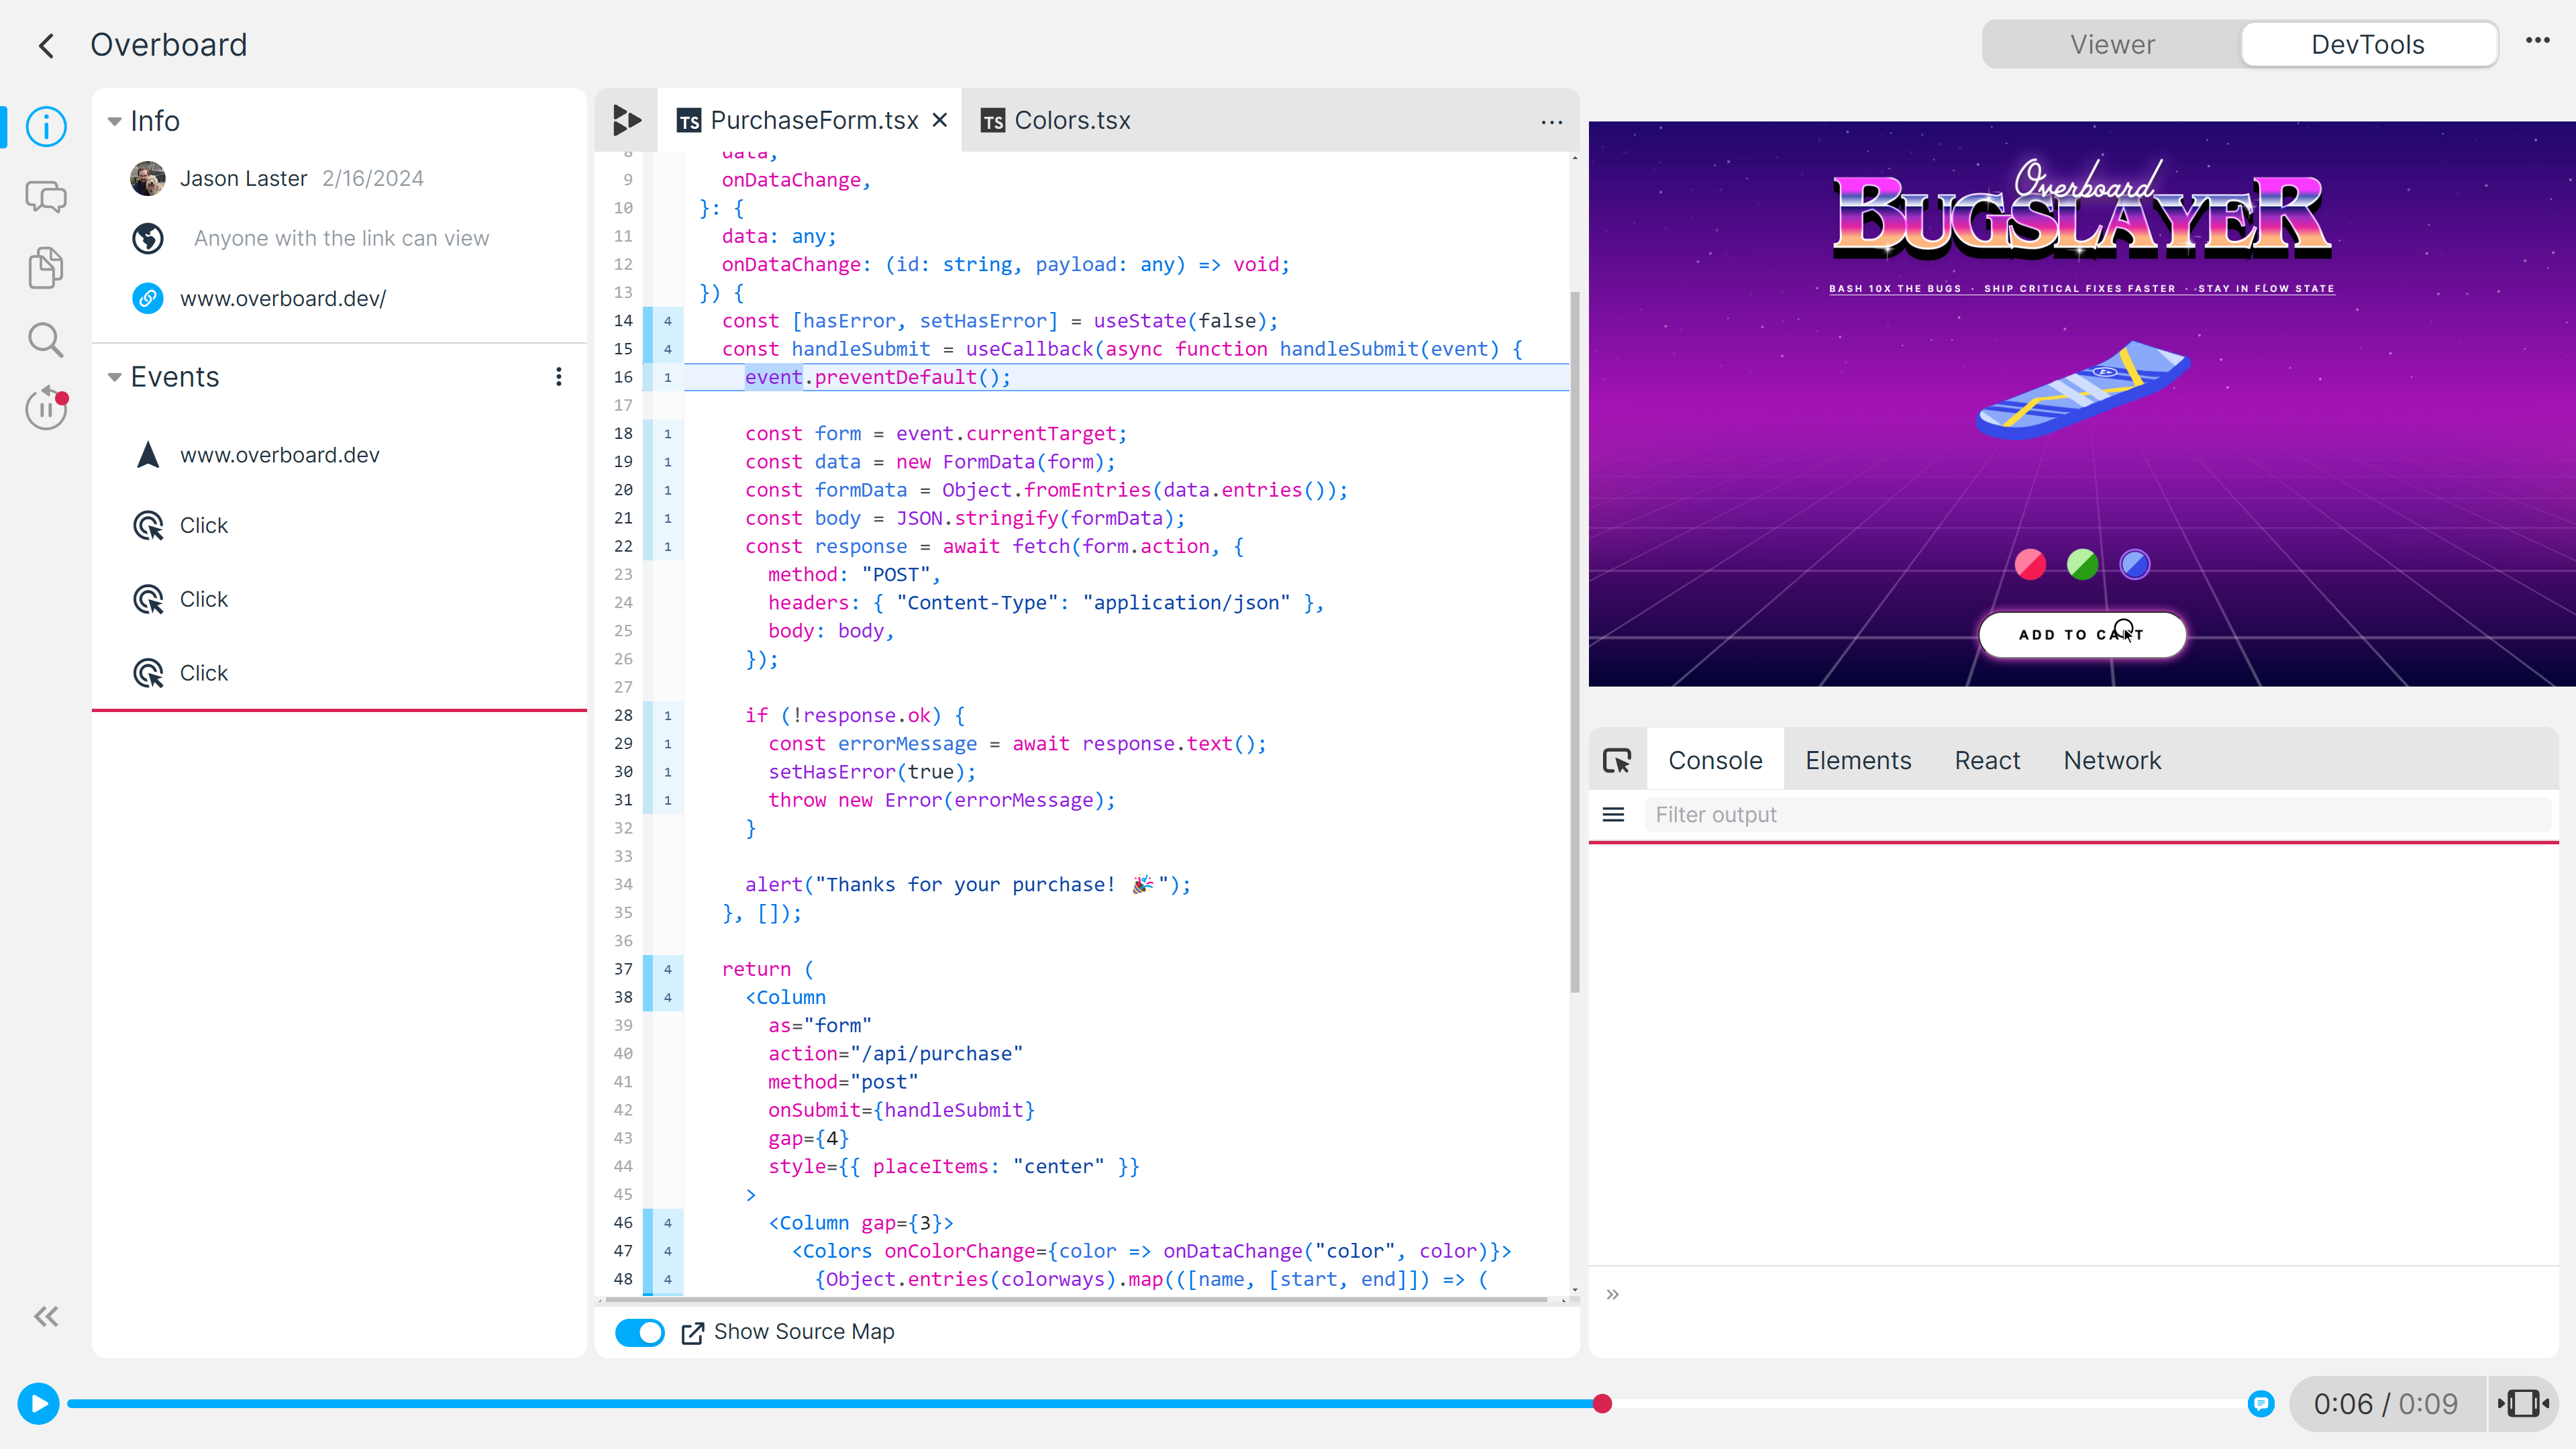 Overboard
Viewer
DevTools
Info
Jason Laster 2/16/2024
Anyone with the link can view
www.overboard.dev/
Events
www.overboard.dev
Click
Click
Click
TS PurchaseForm.tsx
TS Colors.tsx
8 data,
9 onDataChange,
10 }: {
11 data: any;
12 onDataChange: (id: string, payload: any) => void;
13 }) {
14 4 const [hasError, setHasError] = useState(false);
15 4 const handleSubmit = useCallback(async function handleSubmit(event) {
16 1 event.preventDefault();
17
18 1 const form = event.currentTarget;
19 1 const data = new FormData(form);
20 1 const formData = Object.fromEntries(data.entries());
21 1 const body = JSON.stringify(formData);
22 1 const response = await fetch(form.action, {
23 method: "POST",
24 headers: { "Content-Type": "application/json" },
25 body: body,
26 });
27
28 1 if (!response.ok) {
29 1 const errorMessage = await response.text();
30 1 setHasError(true);
31 1 throw new Error(errorMessage);
32 }
33
34 alert("Thanks for your purchase! 🎉");
35 }, []);
36
37 4 return (
38 4 <Column
39 as="form"
40 action="/api/purchase"
41 method="post"
42 onSubmit={handleSubmit}
43 gap={4}
44 style={{ placeItems: "center" }}
45 >
46 4 <Column gap={3}>
47 4 <Colors onColorChange={color => onDataChange("color", color)}>
48 4 {Object.entries(colorways).map(([name, [start, end]]) => (
Show Source Map
Overboard
BUGSLAYER
BASH 10X THE BUGS · SHIP CRITICAL FIXES FASTER · STAY IN FLOW STATE
ADD TO CART
Console
Elements
React
Network
Filter output
0:06 / 0:09